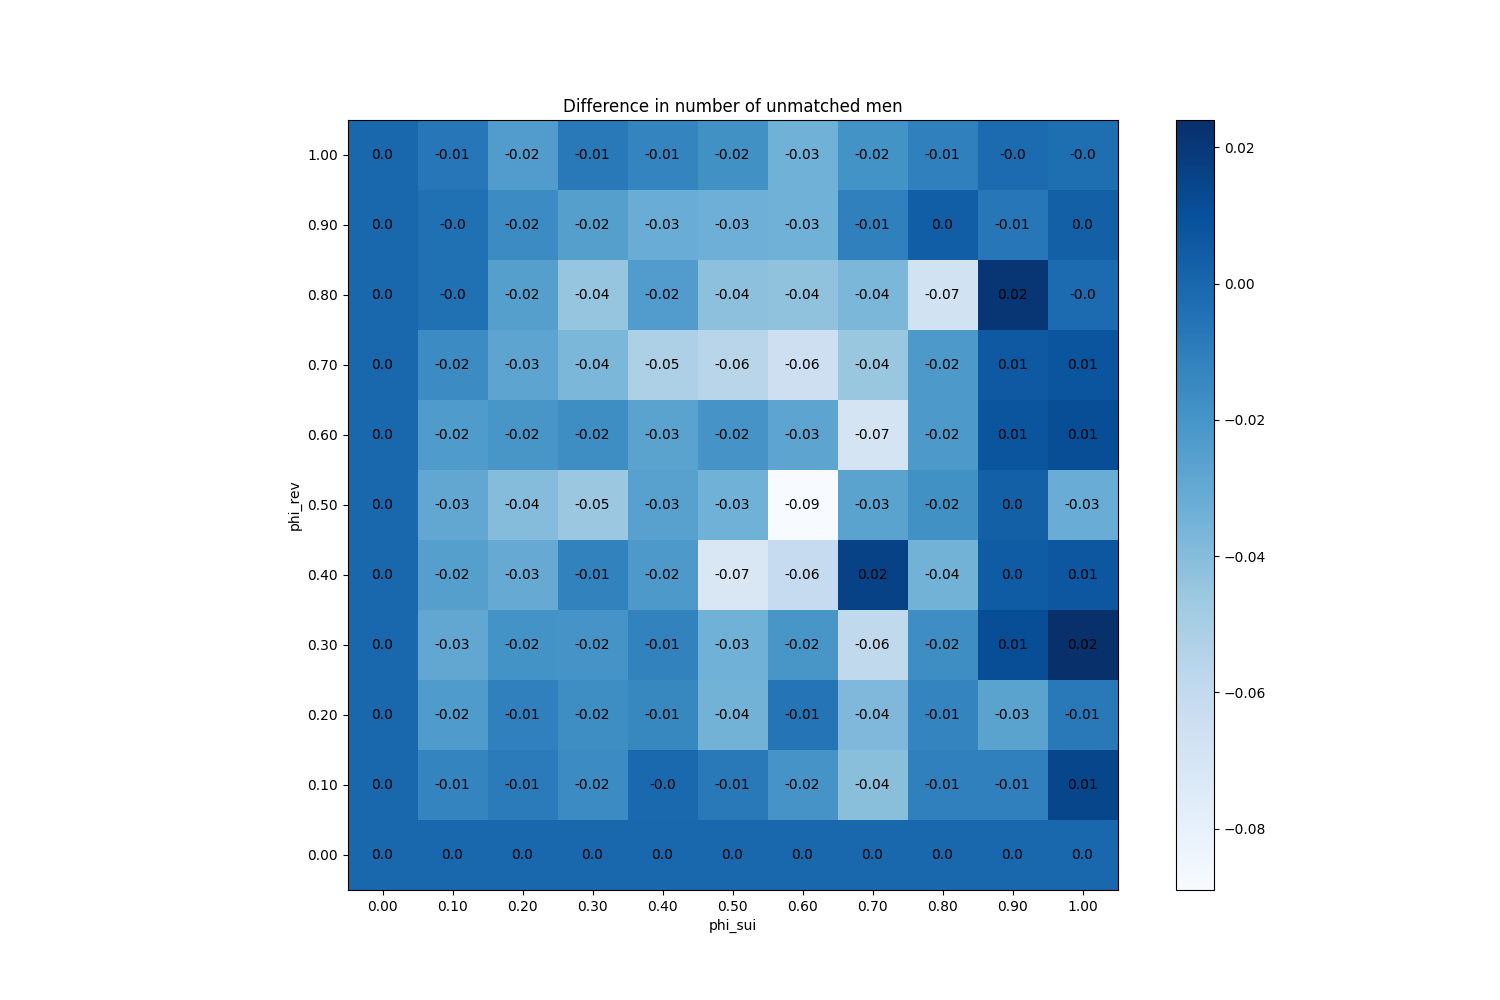 Difference in number of unmatched men
1.00 0.0 -0.01 -0.02 -0.01 -0.01 -0.02 -0.03 -0.02 -0.01 -0.0 -0.0
0.90 0.0 -0.0 -0.02 -0.02 -0.03 -0.03 -0.03 -0.01 0.0 -0.01 0.0
0.80 0.0 -0.0 -0.02 -0.04 -0.02 -0.04 -0.04 -0.04 -0.07 0.02 -0.0
0.70 0.0 -0.02 -0.03 -0.04 -0.05 -0.06 -0.06 -0.04 -0.02 0.01 0.01
0.60 0.0 -0.02 -0.02 -0.02 -0.03 -0.02 -0.03 -0.07 -0.02 0.01 0.01
0.50 0.0 -0.03 -0.04 -0.05 -0.03 -0.03 -0.09 -0.03 -0.02 0.0 -0.03
0.40 0.0 -0.02 -0.03 -0.01 -0.02 -0.07 -0.06 0.02 -0.04 0.0 0.01
0.30 0.0 -0.03 -0.02 -0.02 -0.01 -0.03 -0.02 -0.06 -0.02 0.01 0.02
0.20 0.0 -0.02 -0.01 -0.02 -0.01 -0.04 -0.01 -0.04 -0.01 -0.03 -0.01
0.10 0.0 -0.01 -0.01 -0.02 -0.0 -0.01 -0.02 -0.04 -0.01 -0.01 0.01
0.00 0.0 0.0 0.0 0.0 0.0 0.0 0.0 0.0 0.0 0.0 0.0
0.00 0.10 0.20 0.30 0.40 0.50 0.60 0.70 0.80 0.90 1.00
phi_sui
phi_rev
0.02
0.00
−0.02
−0.04
−0.06
−0.08